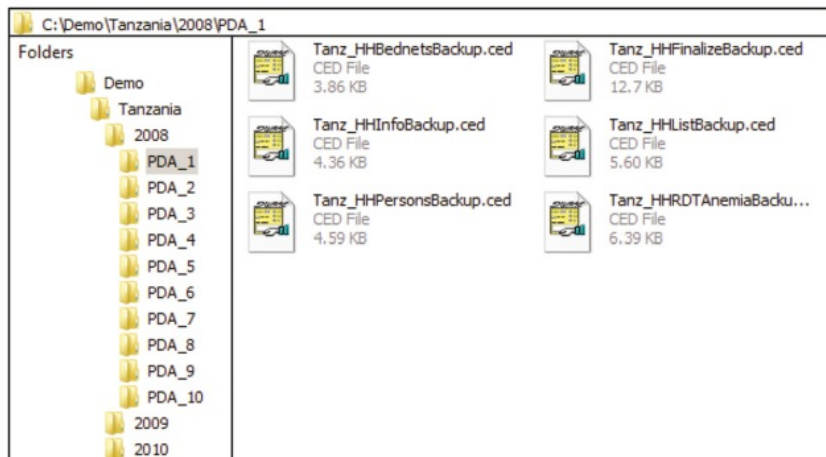 C:\Demo\Tanzania\2008\PDA_1
Folders
Demo
Tanzania
2008
PDA_1
PDA_2
PDA_3
PDA_4
PDA_5
PDA_6
PDA_7
PDA_8
PDA_9
PDA_10
2009
2010
Tanz_HHBednetsBackup.ced
CED File
3.86 KB
Tanz_HHFinalizeBackup.ced
CED File
12.7 KB
Tanz_HHInfoBackup.ced
CED File
4.36 KB
Tanz_HHListBackup.ced
CED File
5.60 KB
Tanz_HHPersonsBackup.ced
CED File
4.59 KB
Tanz_HHRDTAnemiaBacku...
CED File
6.39 KB